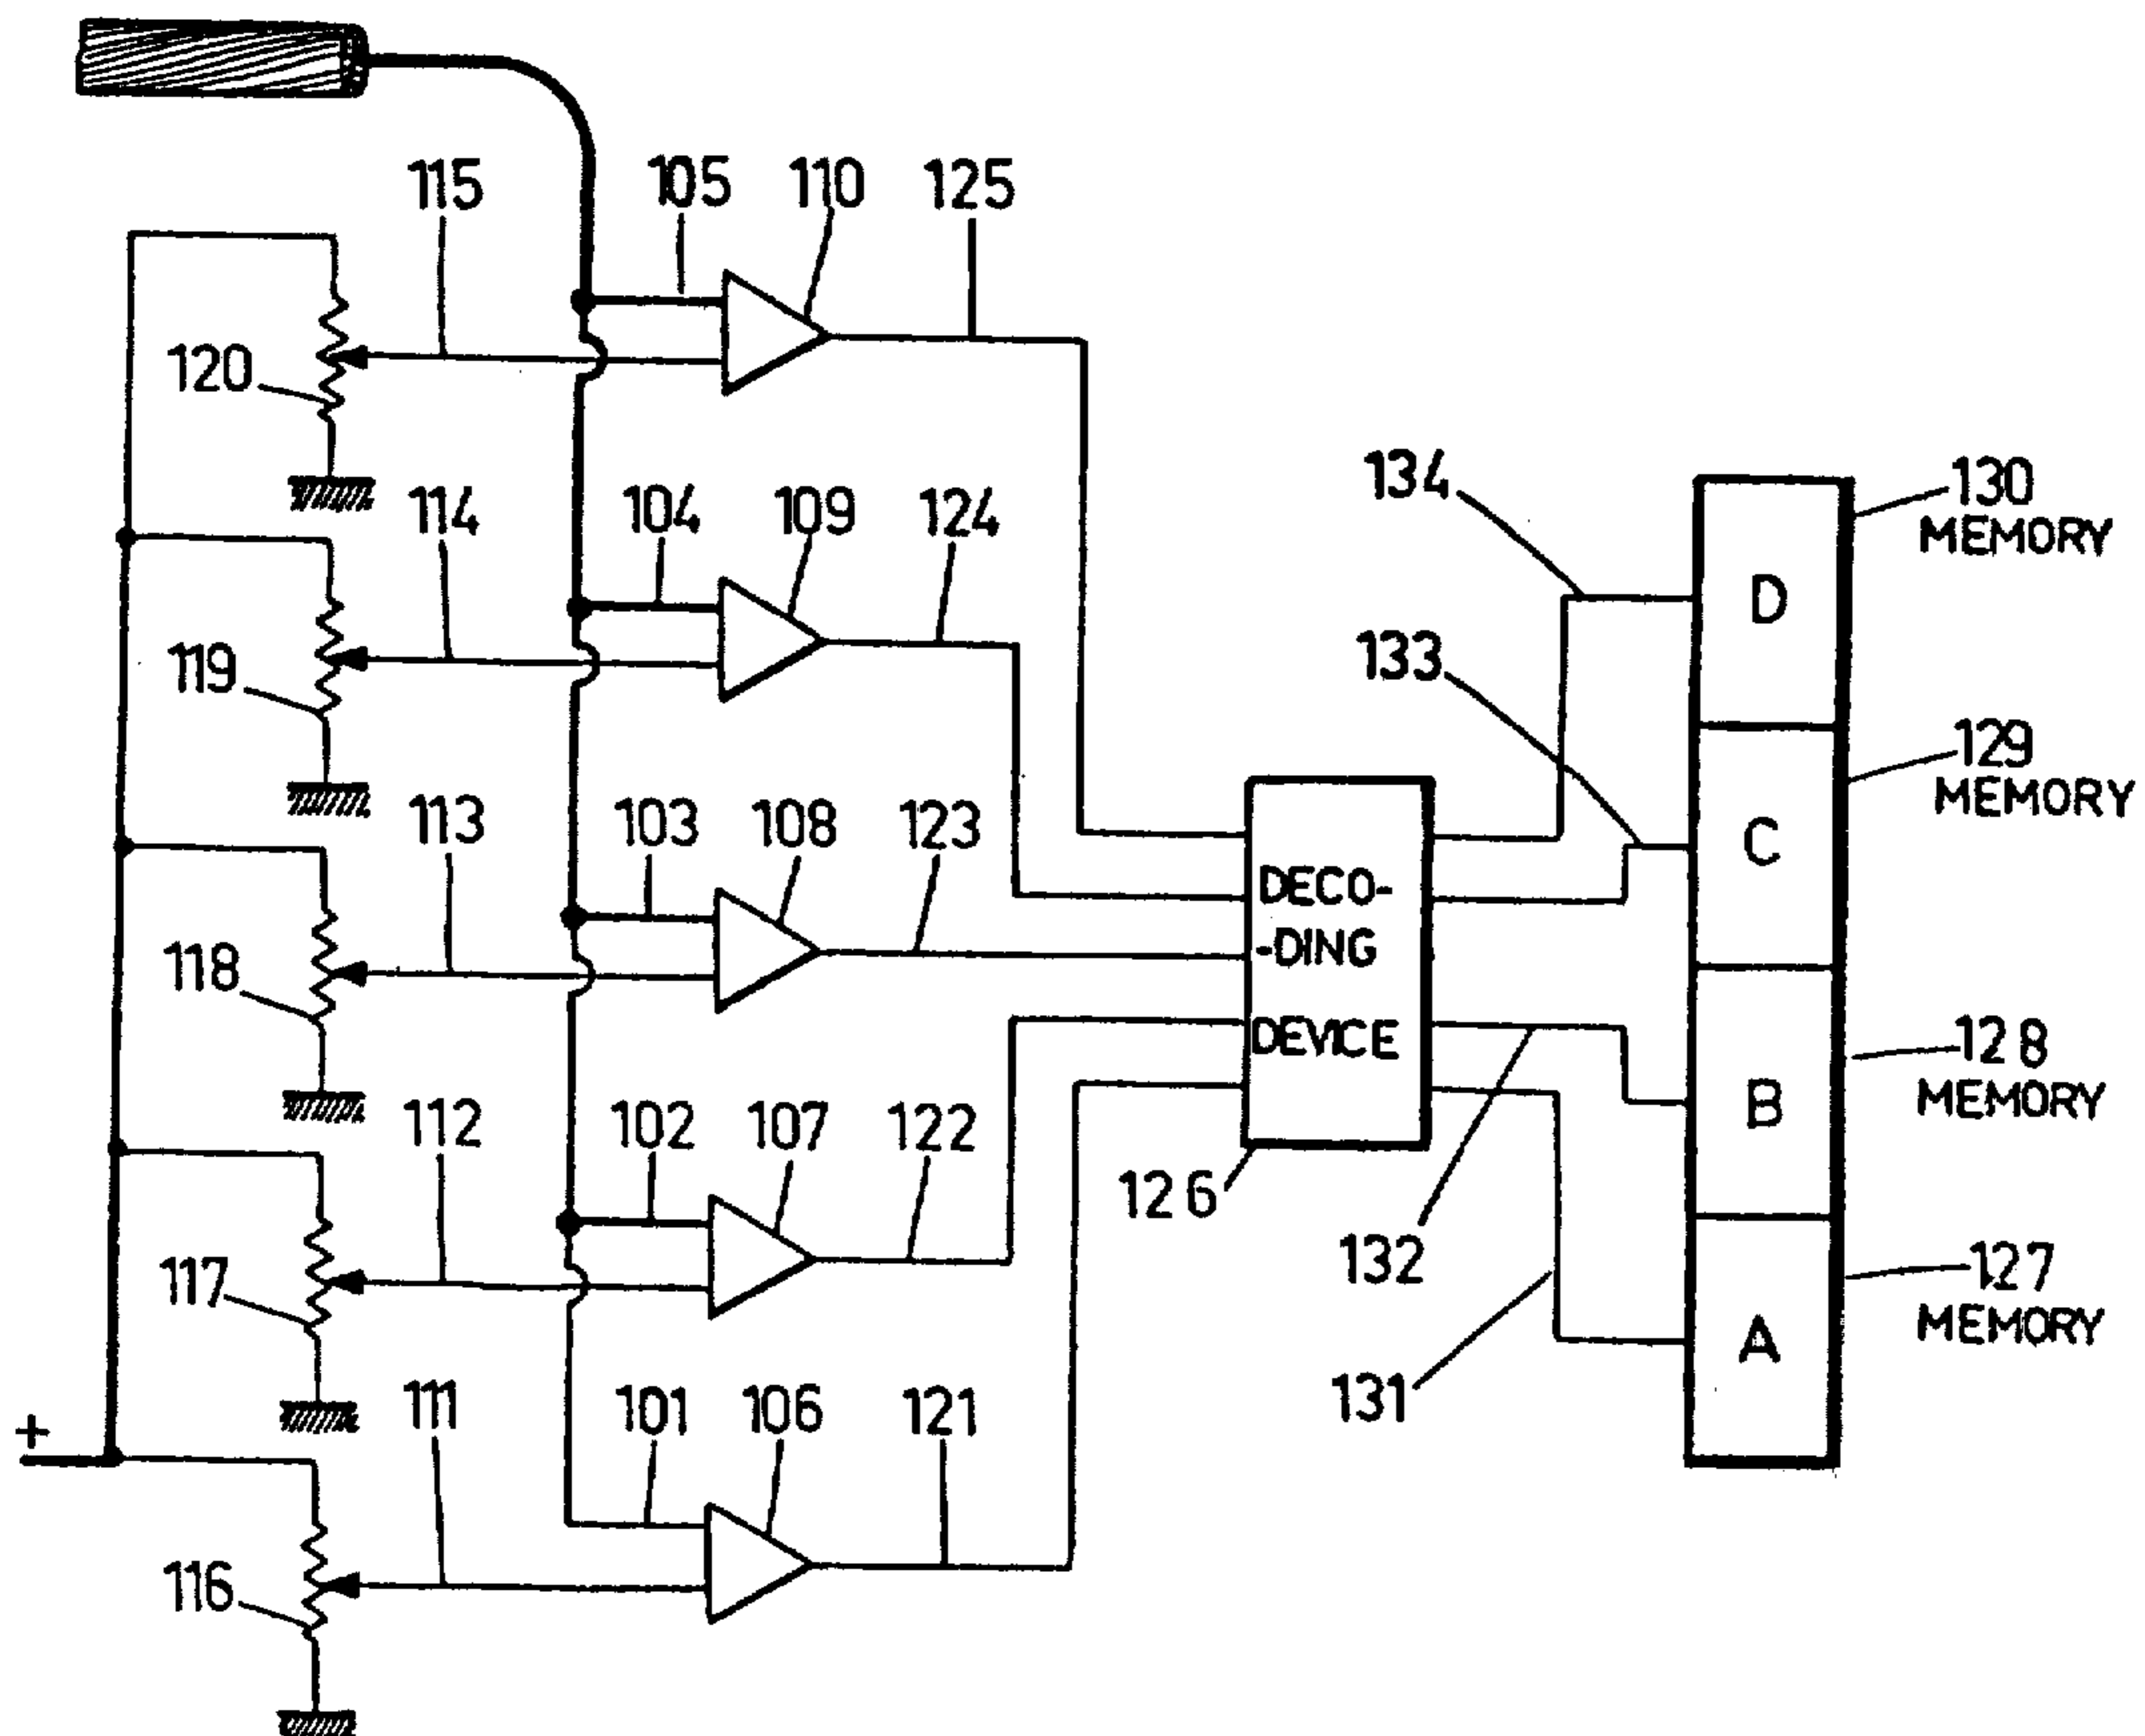 115 105 110 125
120
134 130
MEMORY
114 104 109 124
133
119
129
MEMORY
113 103 108 123
DECO-
-DING
118
DEVICE
128
MEMORY
112 102 107 122
126
132
117
127
MEMORY
111 101 106 121
131
+
116
D
C
B
A